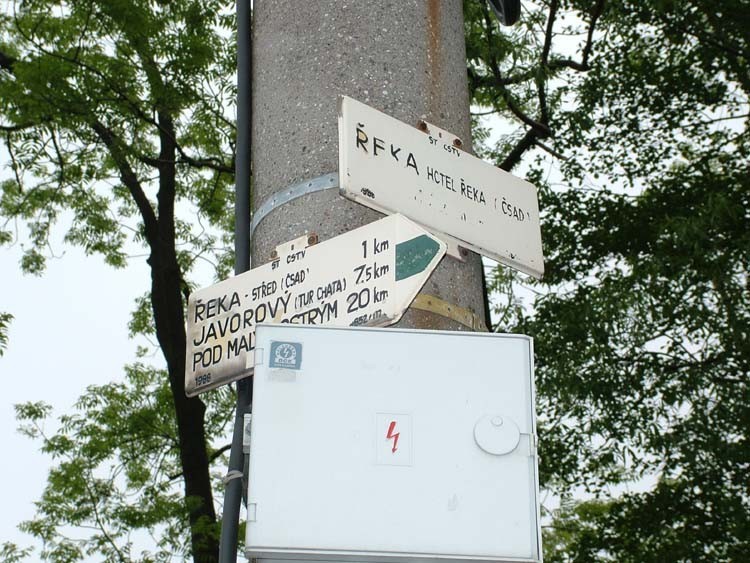 ST ČSTV
ŘEKA HOTEL ŘEKA (ČSAD)
ST ČSTV
ŘEKA - STŘED (ČSAD) 1 km
JAVOROVÝ (TUR CHATA) 7,5 km
POD MAL OSTRÝM 20 km
1986